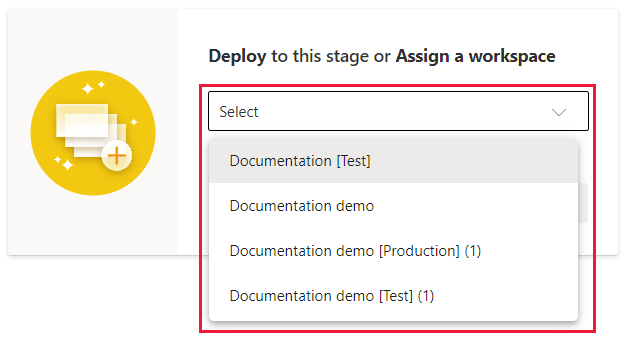 Deploy to this stage or Assign a workspace
Select
Documentation [Test]
Documentation demo
Documentation demo [Production] (1)
Documentation demo [Test] (1)